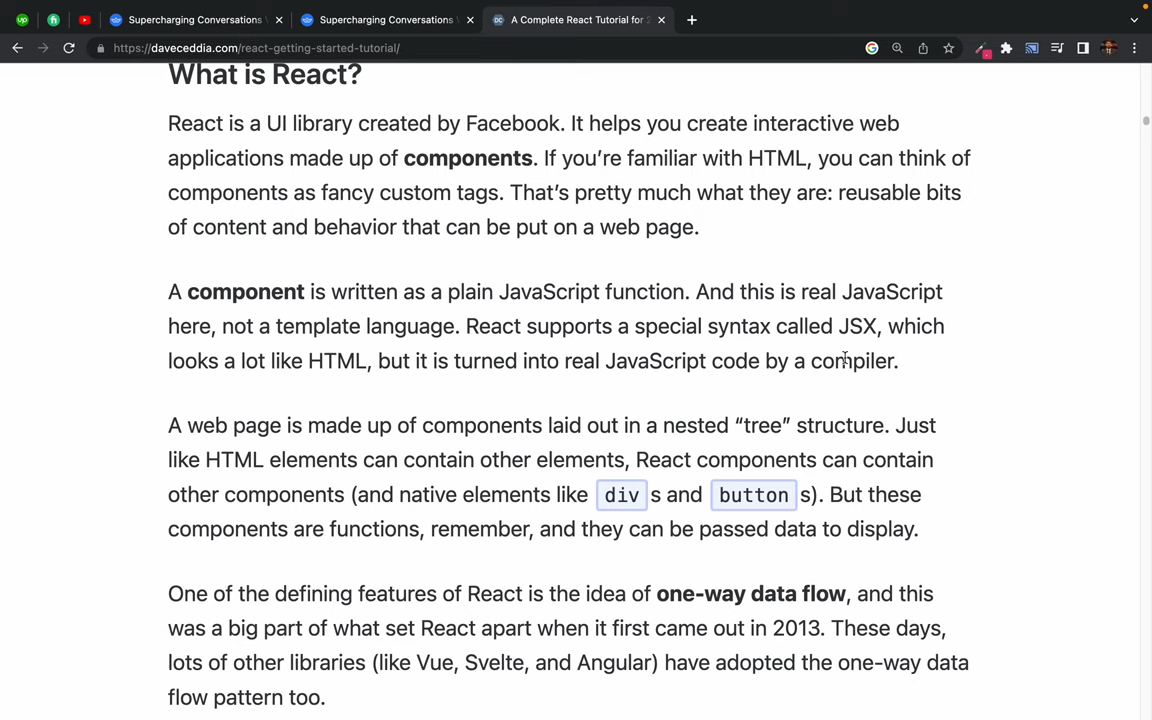 up
fi
Supercharging Conversations
Supercharging Conversations
DC
A Complete React Tutorial for
https://daveceddia.com/react-getting-started-tutorial/
What is React?
React is a UI library created by Facebook. It helps you create interactive web
applications made up of components. If you’re familiar with HTML, you can think of
components as fancy custom tags. That’s pretty much what they are: reusable bits
of content and behavior that can be put on a web page.
A component is written as a plain JavaScript function. And this is real JavaScript
here, not a template language. React supports a special syntax called JSX, which
looks a lot like HTML, but it is turned into real JavaScript code by a compiler.
A web page is made up of components laid out in a nested “tree” structure. Just
like HTML elements can contain other elements, React components can contain
other components (and native elements like div s and button s). But these
components are functions, remember, and they can be passed data to display.
One of the defining features of React is the idea of one-way data flow, and this
was a big part of what set React apart when it first came out in 2013. These days,
lots of other libraries (like Vue, Svelte, and Angular) have adopted the one-way data
flow pattern too.